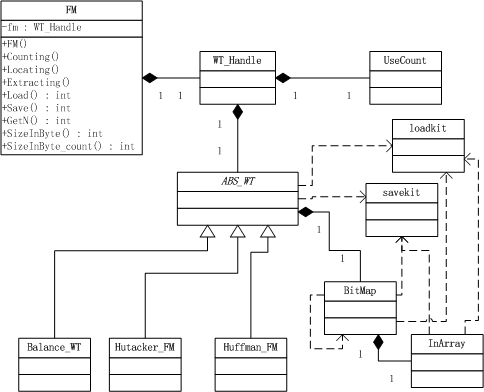 FM
-fm : WT_Handle
+FM()
+Counting()
+Locating()
+Extracting()
+Load() : int
+Save() : int
+GetN() : int
+SizeInByte() : int
+SizeInByte_count() : int
WT_Handle
UseCount
1
1
1
1
1
1
loadkit
ABS_WT
savekit
1
1
BitMap
Balance_WT
Hutacker_FM
Huffman_FM
InArray
1
1